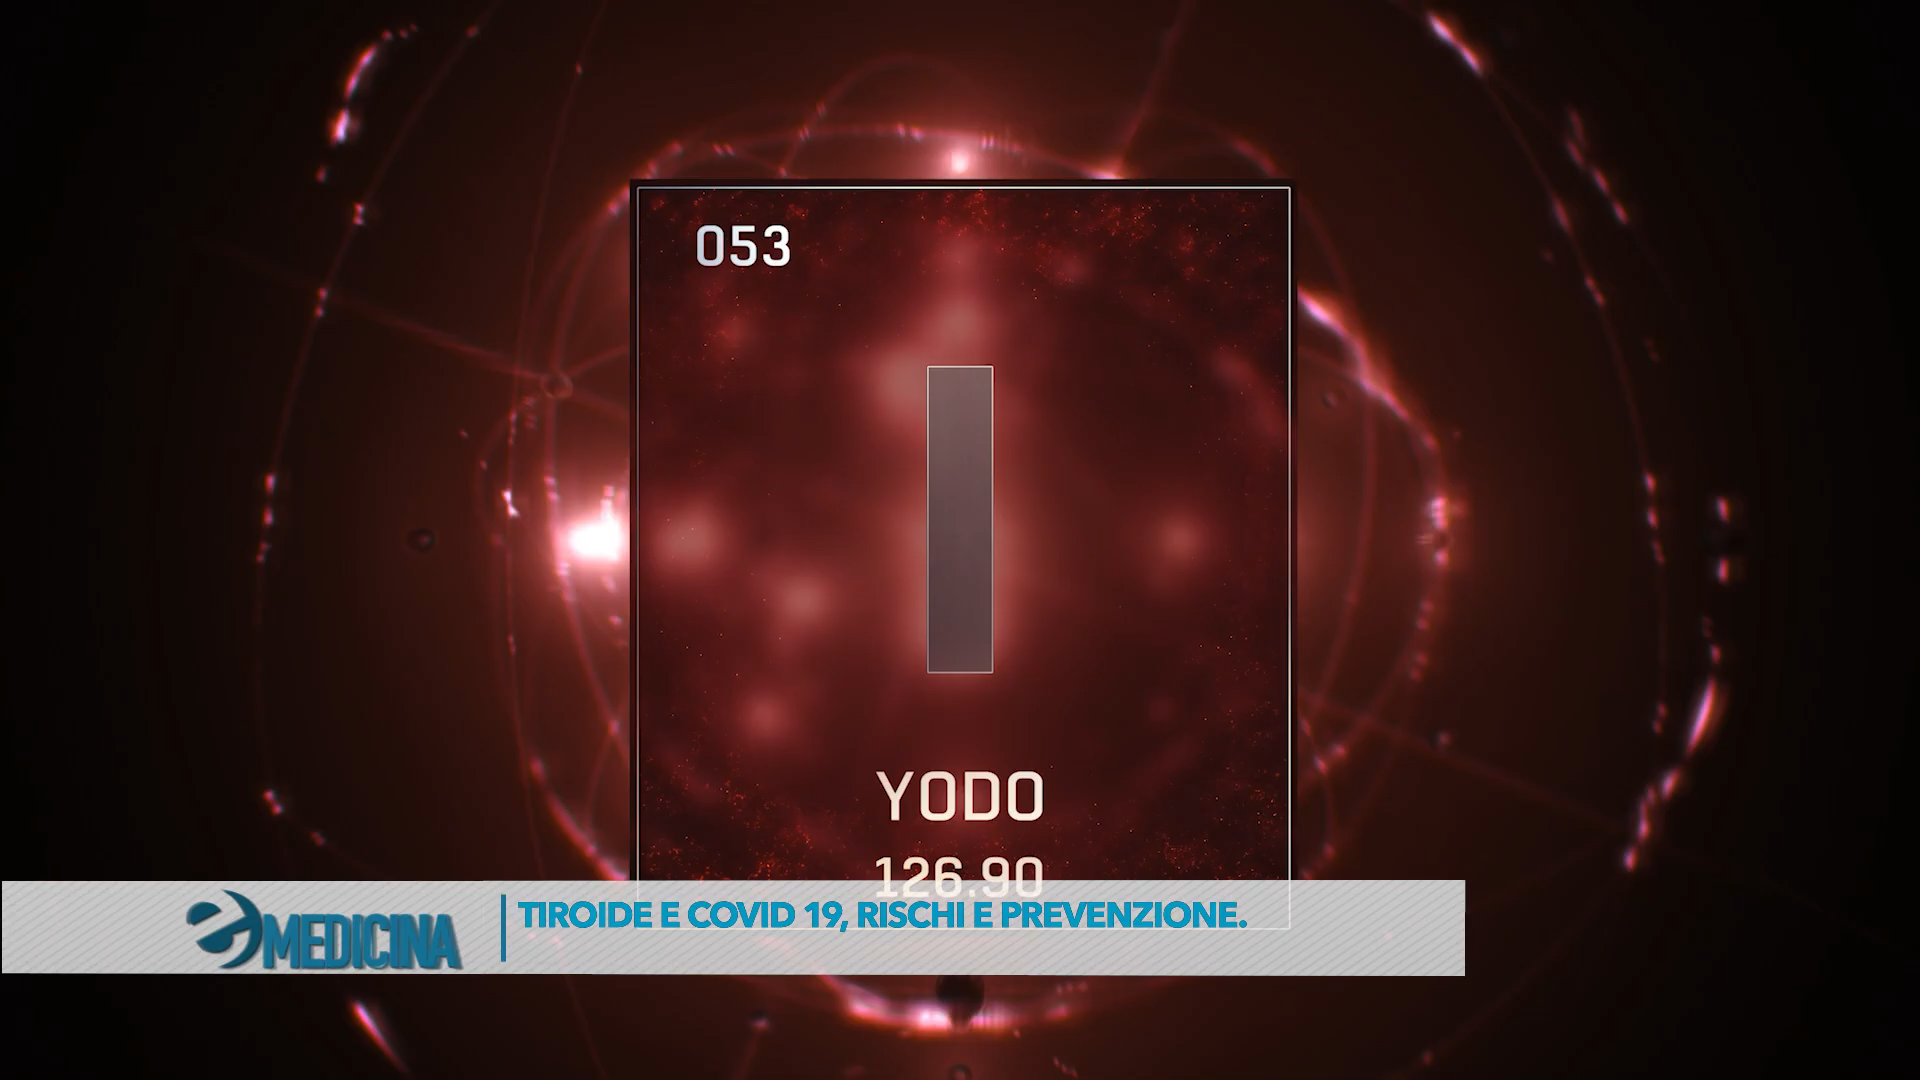 053
I
YODO
126.90
MEDICINA
TIROIDE E COVID 19, RISCHI E PREVENZIONE.